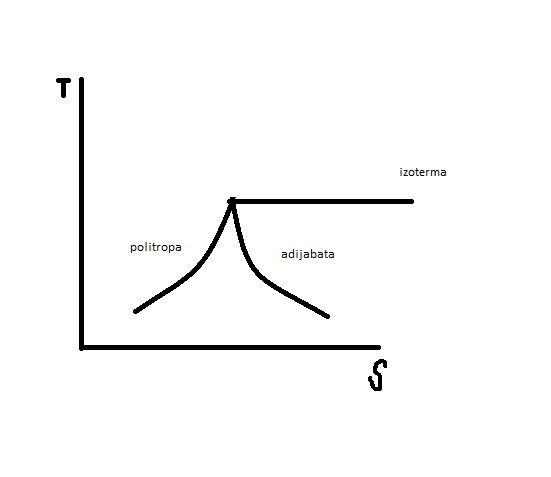 T
izoterma
politropa
adijabata
S